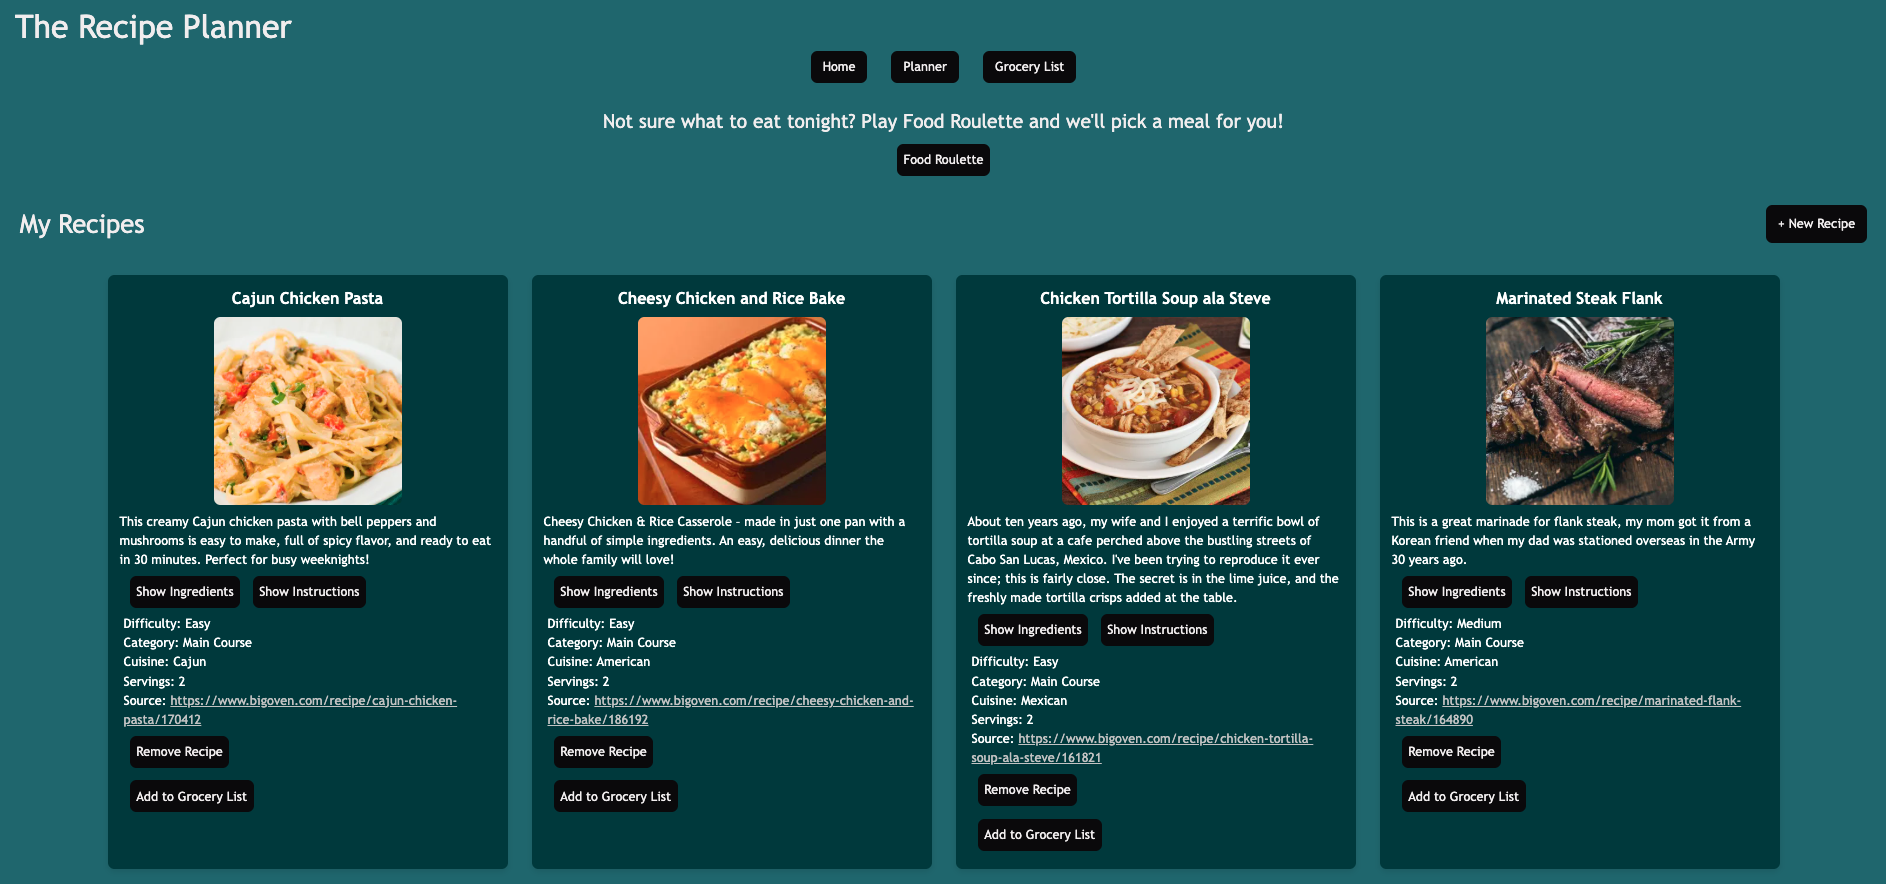 The Recipe Planner
Home
Planner
Grocery List
Not sure what to eat tonight? Play Food Roulette and we'll pick a meal for you!
Food Roulette
My Recipes
+ New Recipe
Cajun Chicken Pasta
This creamy Cajun chicken pasta with bell peppers and
mushrooms is easy to make, full of spicy flavor, and ready to eat
in 30 minutes. Perfect for busy weeknights!
Show Ingredients
Show Instructions
Difficulty: Easy
Category: Main Course
Cuisine: Cajun
Servings: 2
Source: https://www.bigoven.com/recipe/cajun-chicken-
pasta/170412
Remove Recipe
Add to Grocery List
Cheesy Chicken and Rice Bake
Cheesy Chicken & Rice Casserole – made in just one pan with a
handful of simple ingredients. An easy, delicious dinner the
whole family will love!
Show Ingredients
Show Instructions
Difficulty: Easy
Category: Main Course
Cuisine: American
Servings: 2
Source: https://www.bigoven.com/recipe/cheesy-chicken-and-
rice-bake/186192
Remove Recipe
Add to Grocery List
Chicken Tortilla Soup ala Steve
About ten years ago, my wife and I enjoyed a terrific bowl of
tortilla soup at a cafe perched above the bustling streets of
Cabo San Lucas, Mexico. I've been trying to reproduce it ever
since; this is fairly close. The secret is in the lime juice, and the
freshly made tortilla crisps added at the table.
Show Ingredients
Show Instructions
Difficulty: Easy
Category: Main Course
Cuisine: Mexican
Servings: 2
Source: https://www.bigoven.com/recipe/chicken-tortilla-
soup-ala-steve/161821
Remove Recipe
Add to Grocery List
Marinated Steak Flank
This is a great marinade for flank steak, my mom got it from a
Korean friend when my dad was stationed overseas in the Army
30 years ago.
Show Ingredients
Show Instructions
Difficulty: Medium
Category: Main Course
Cuisine: American
Servings: 2
Source: https://www.bigoven.com/recipe/marinated-flank-
steak/164890
Remove Recipe
Add to Grocery List